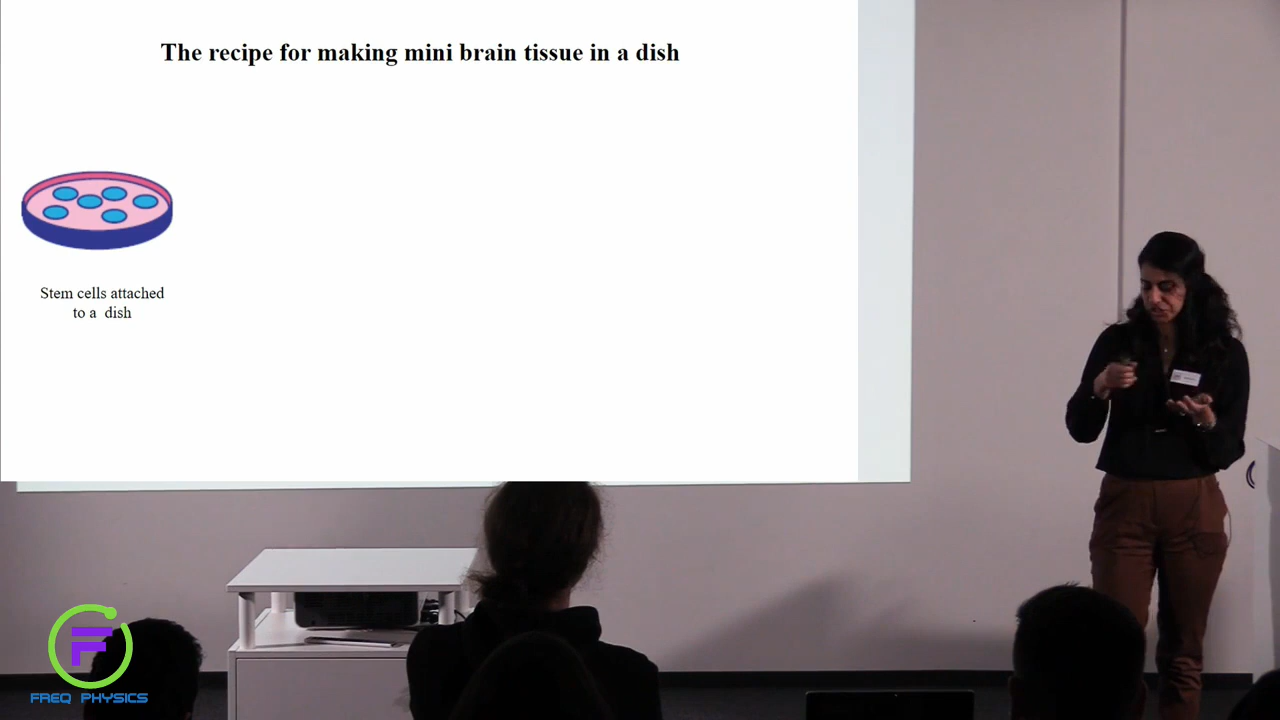 The recipe for making mini brain tissue in a dish
Stem cells attached
to a dish
F
FREQ PHYSICS